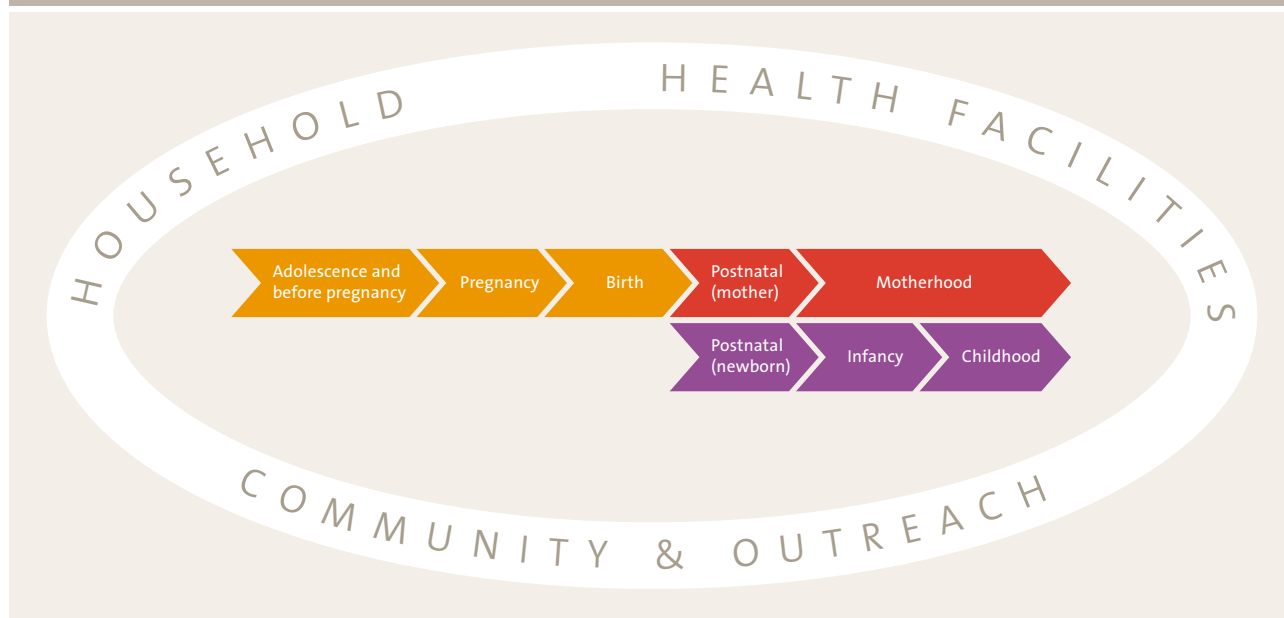 HOUSEHOLD
HEALTH FACILITIES
Adolescence and
before pregnancy
Pregnancy
Birth
Postnatal
(mother)
Motherhood
Postnatal
(newborn)
Infancy
Childhood
COMMUNITY & OUTREACH